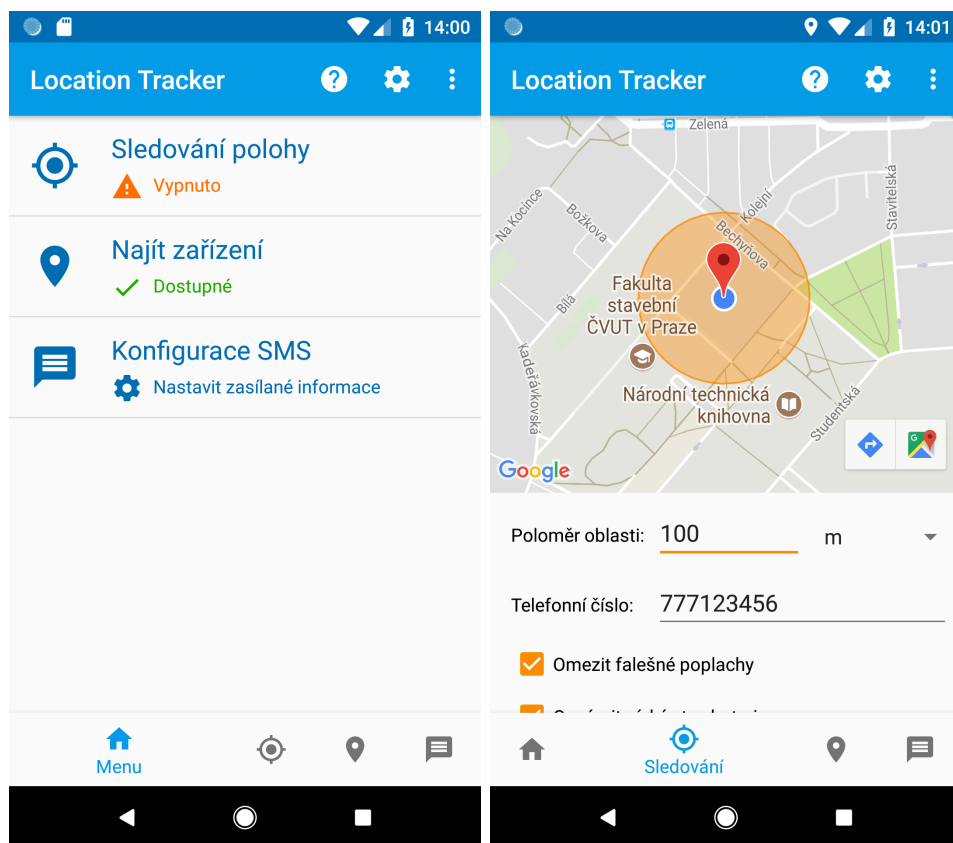 14:00
Location Tracker
Sledování polohy
Vypnuto
Najít zařízení
Dostupné
Konfigurace SMS
Nastavit zasílané informace
Menu
14:01
Location Tracker
Zelená
Na Kocínce
Božkova
Kolejní
Bechyňova
Stavitelská
Bílá
Fakulta
stavební
ČVUT v Praze
Kadeřávkovská
Národní technická
knihovna
Studentská
G
Google
Poloměr oblasti: 100 m
Telefonní číslo: 777123456
Omezit falešné poplachy
Sledování